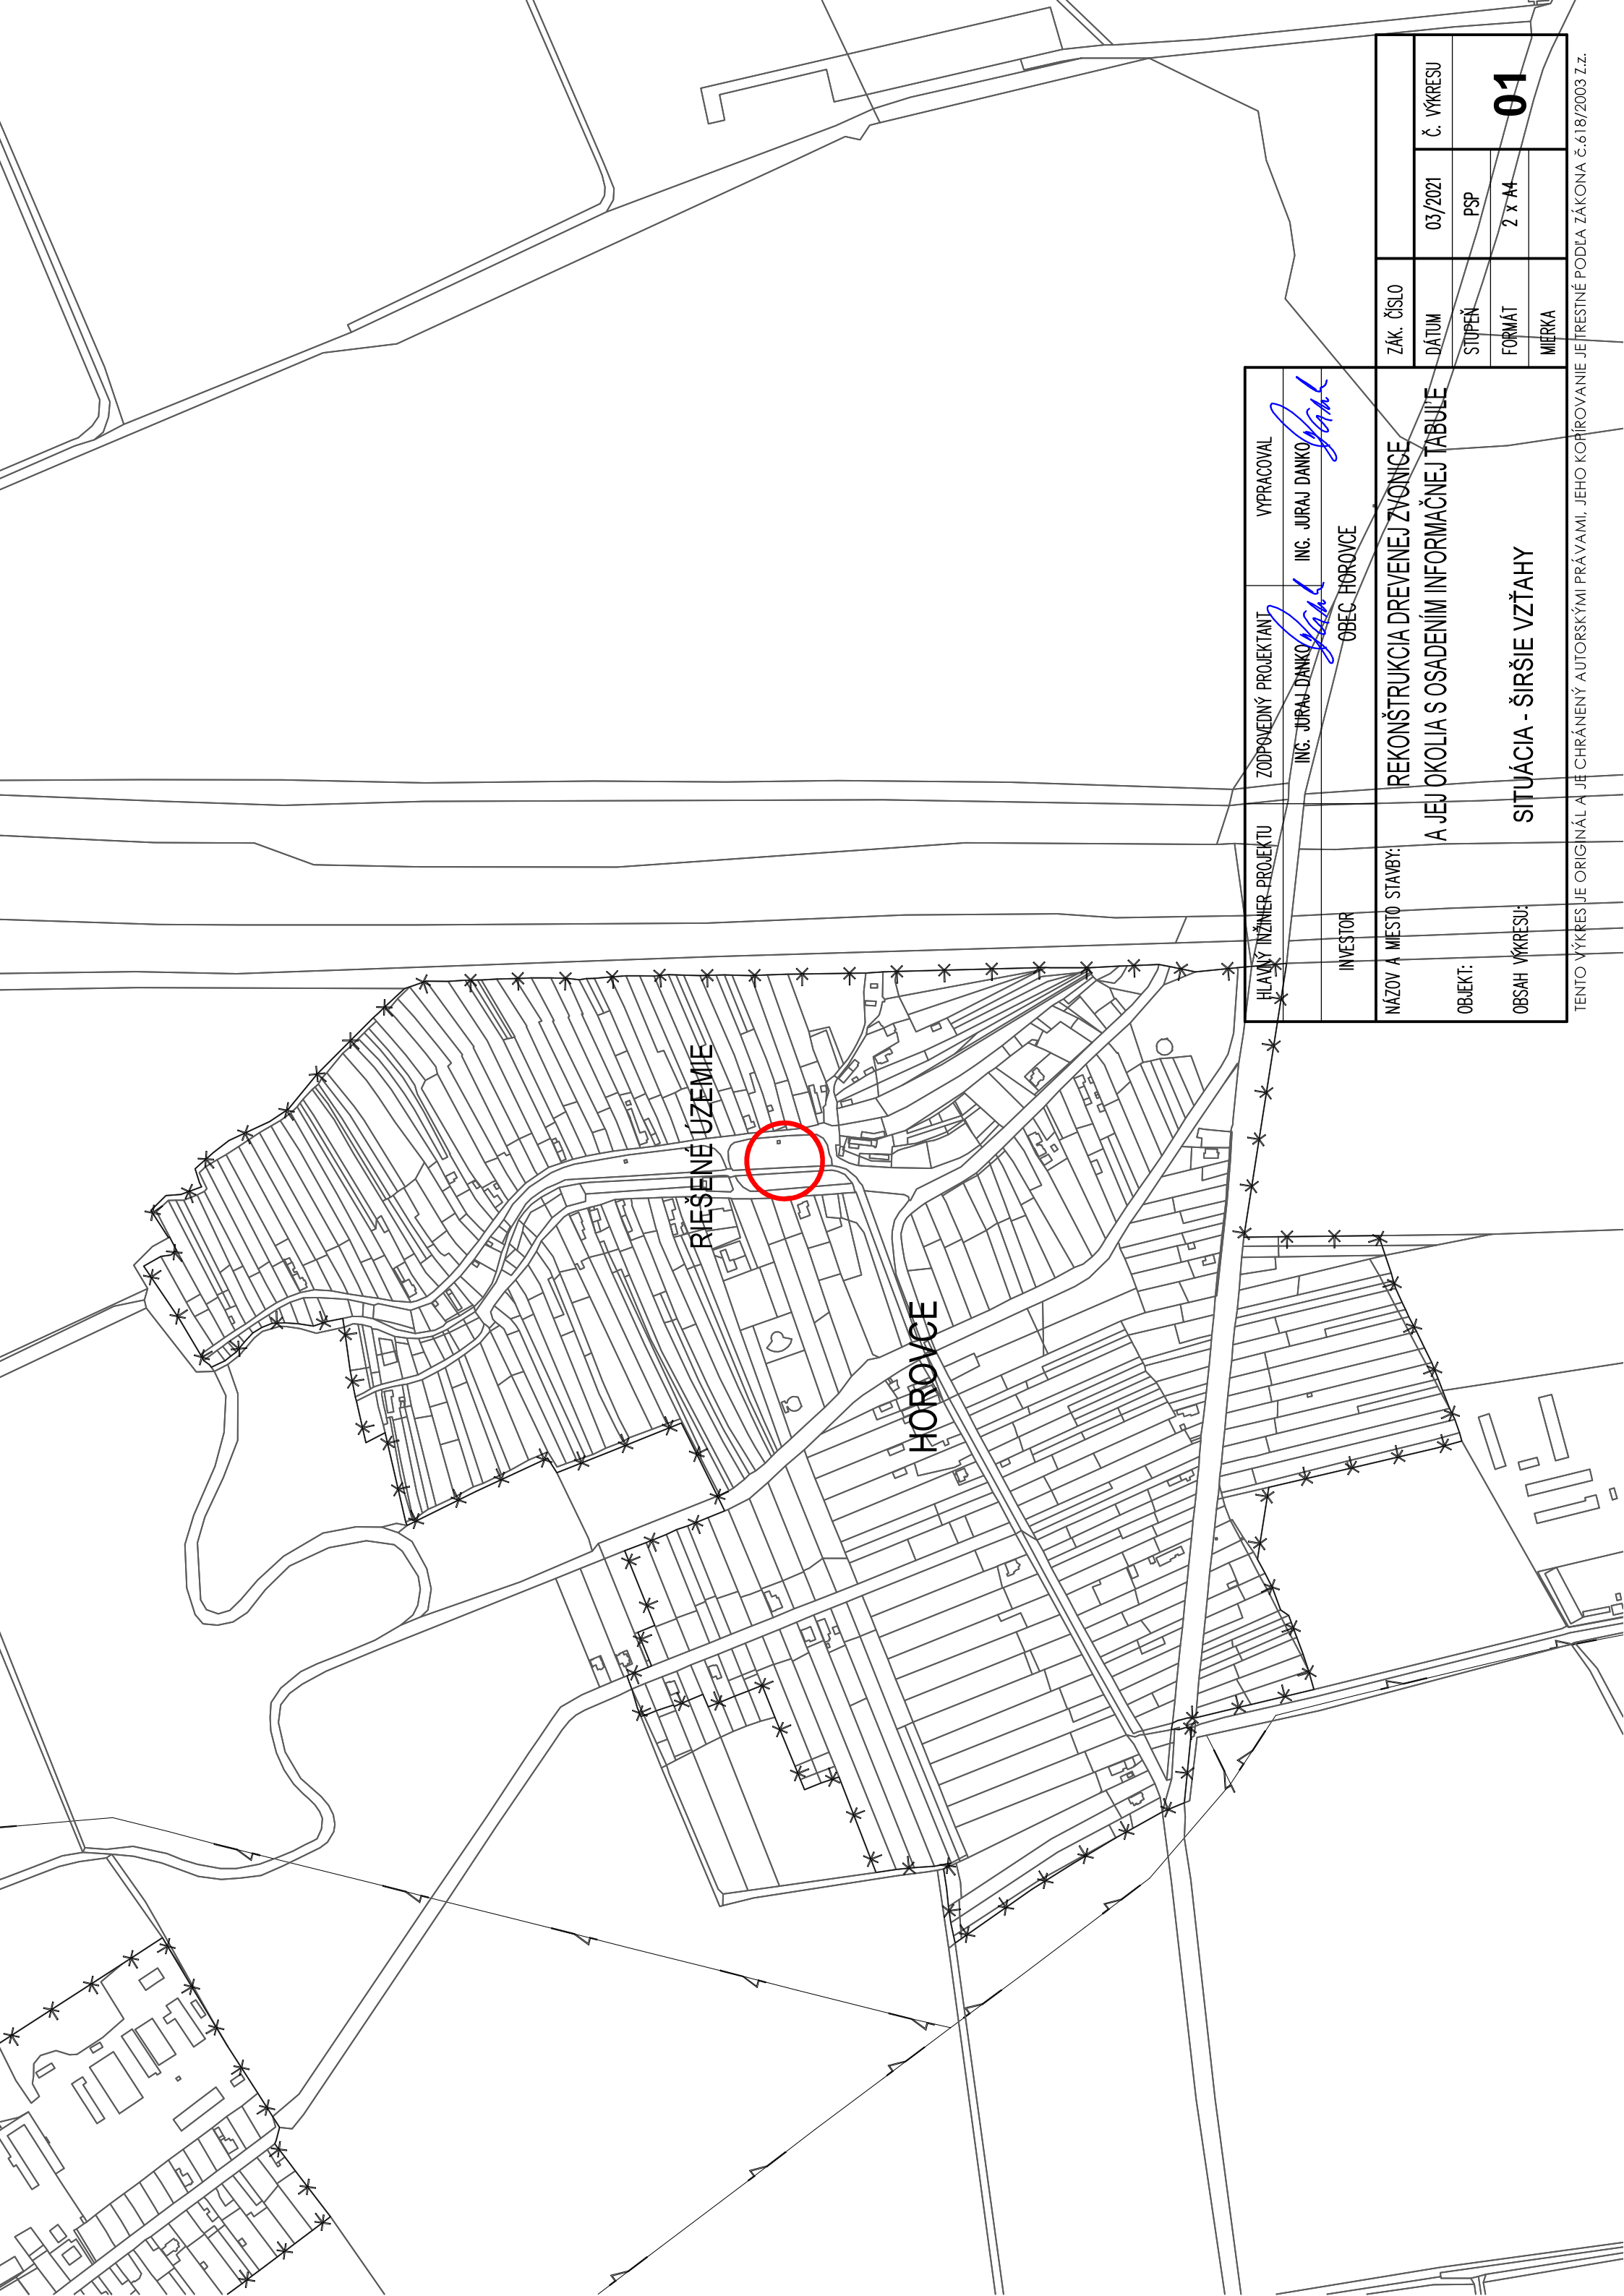 RIEŠENÉ ÚZEMIE
HOROVCE
HLAVNÝ INŽINIER PROJEKTU ZODPOVEDNÝ PROJEKTANT VYPRACOVAL
ING. JURAJ DANKO ING. JURAJ DANKO
INVESTOR OBEC HOROVCE
NÁZOV A MIESTO STAVBY: REKONŠTRUKCIA DREVENEJ ZVONICE
A JEJ OKOLIA S OSADENÍM INFORMAČNEJ TABUĽE
OBJEKT:
OBSAH VÝKRESU: SITUÁCIA - ŠIRŠIE VZŤAHY
ZÁK. ČÍSLO
DÁTUM 03/2021 Č. VÝKRESU
STUPEŇ PSP
FORMÁT 2 x A4 01
MIERKA
TENTO VÝKRES JE ORIGINÁL A JE CHRÁNENÝ AUTORSKÝMI PRÁVAMI, JEHO KOPÍROVANIE JE TRESTNÉ PODĽA ZÁKONA Č.618/2003 Z.z.